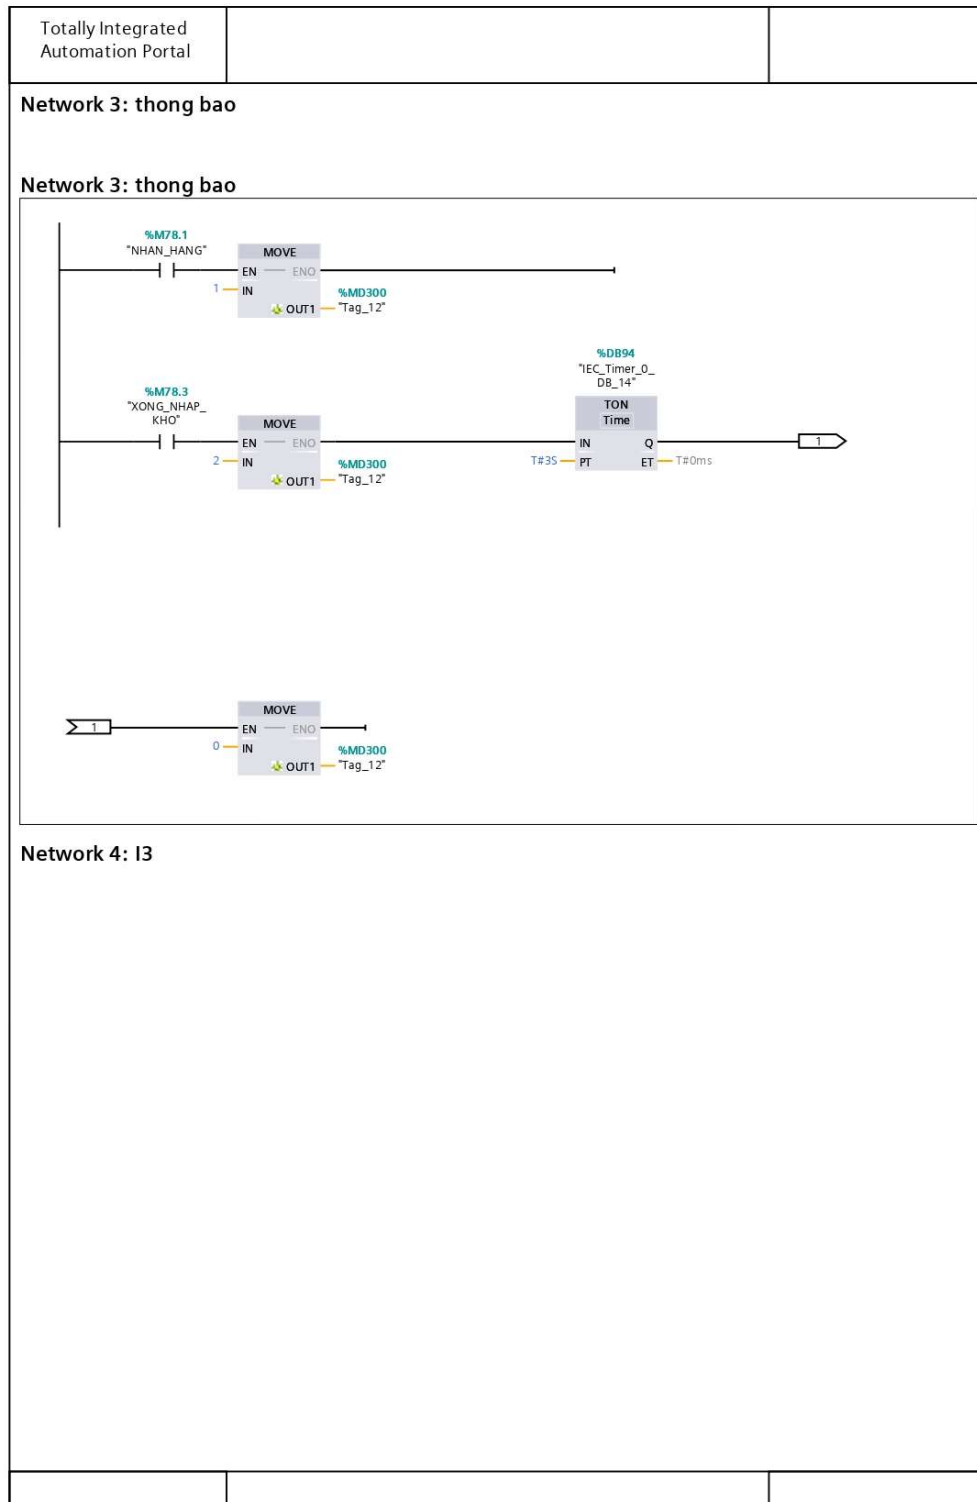 Totally Integrated
Automation Portal
Network 3: thong bao
Network 3: thong bao
%M78.1
"NHAN_HANG"
MOVE
EN ENO
1 IN
%MD300
OUT1 "Tag_12"
%DB94
"IEC_Timer_0_
DB_14"
%M78.3
"XONG_NHAP_
KHO"
TON
Time
MOVE
EN ENO
IN Q
1
2 IN
%MD300
T#3S PT ET T#0ms
OUT1 "Tag_12"
MOVE
1
EN ENO
0 IN
%MD300
OUT1 "Tag_12"
Network 4: I3